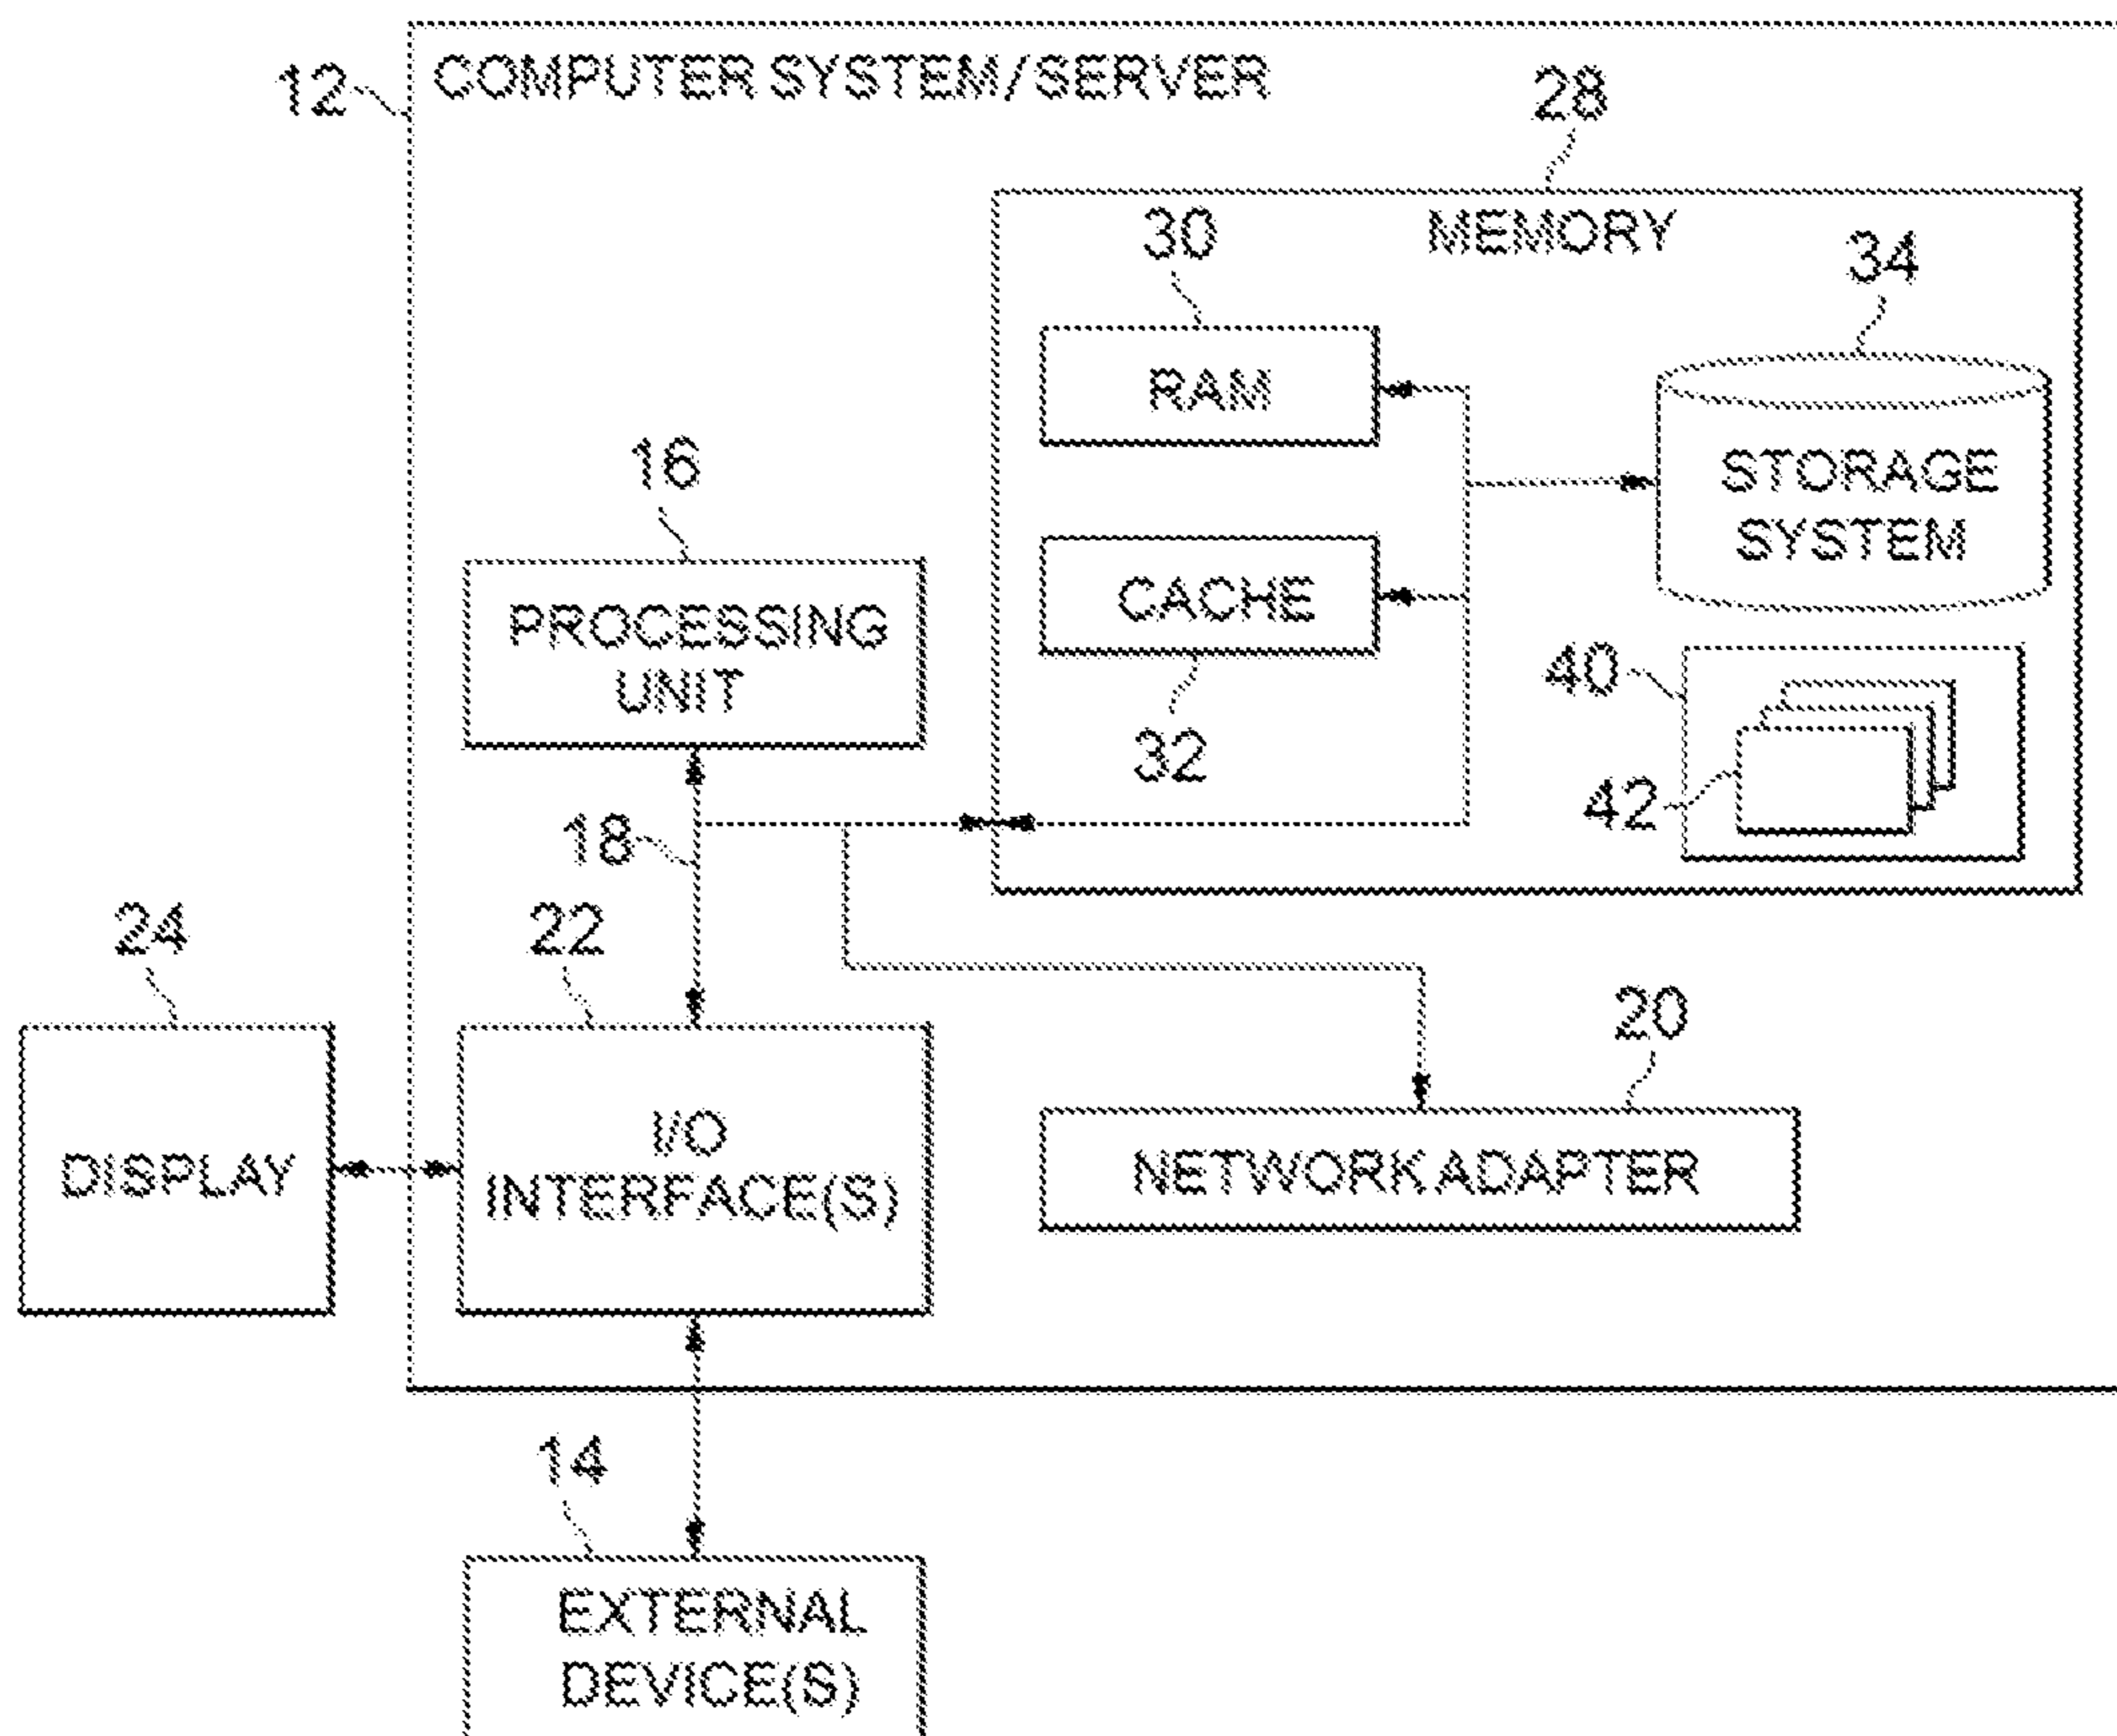 12
COMPUTER SYSTEM/SERVER
28
MEMORY
30
34
RAM
16
STORAGE
SYSTEM
PROCESSING
UNIT
CACHE
40
32
42
18
24
22
20
DISPLAY
I/O
INTERFACE(S)
NETWORK ADAPTER
14
EXTERNAL
DEVICE(S)